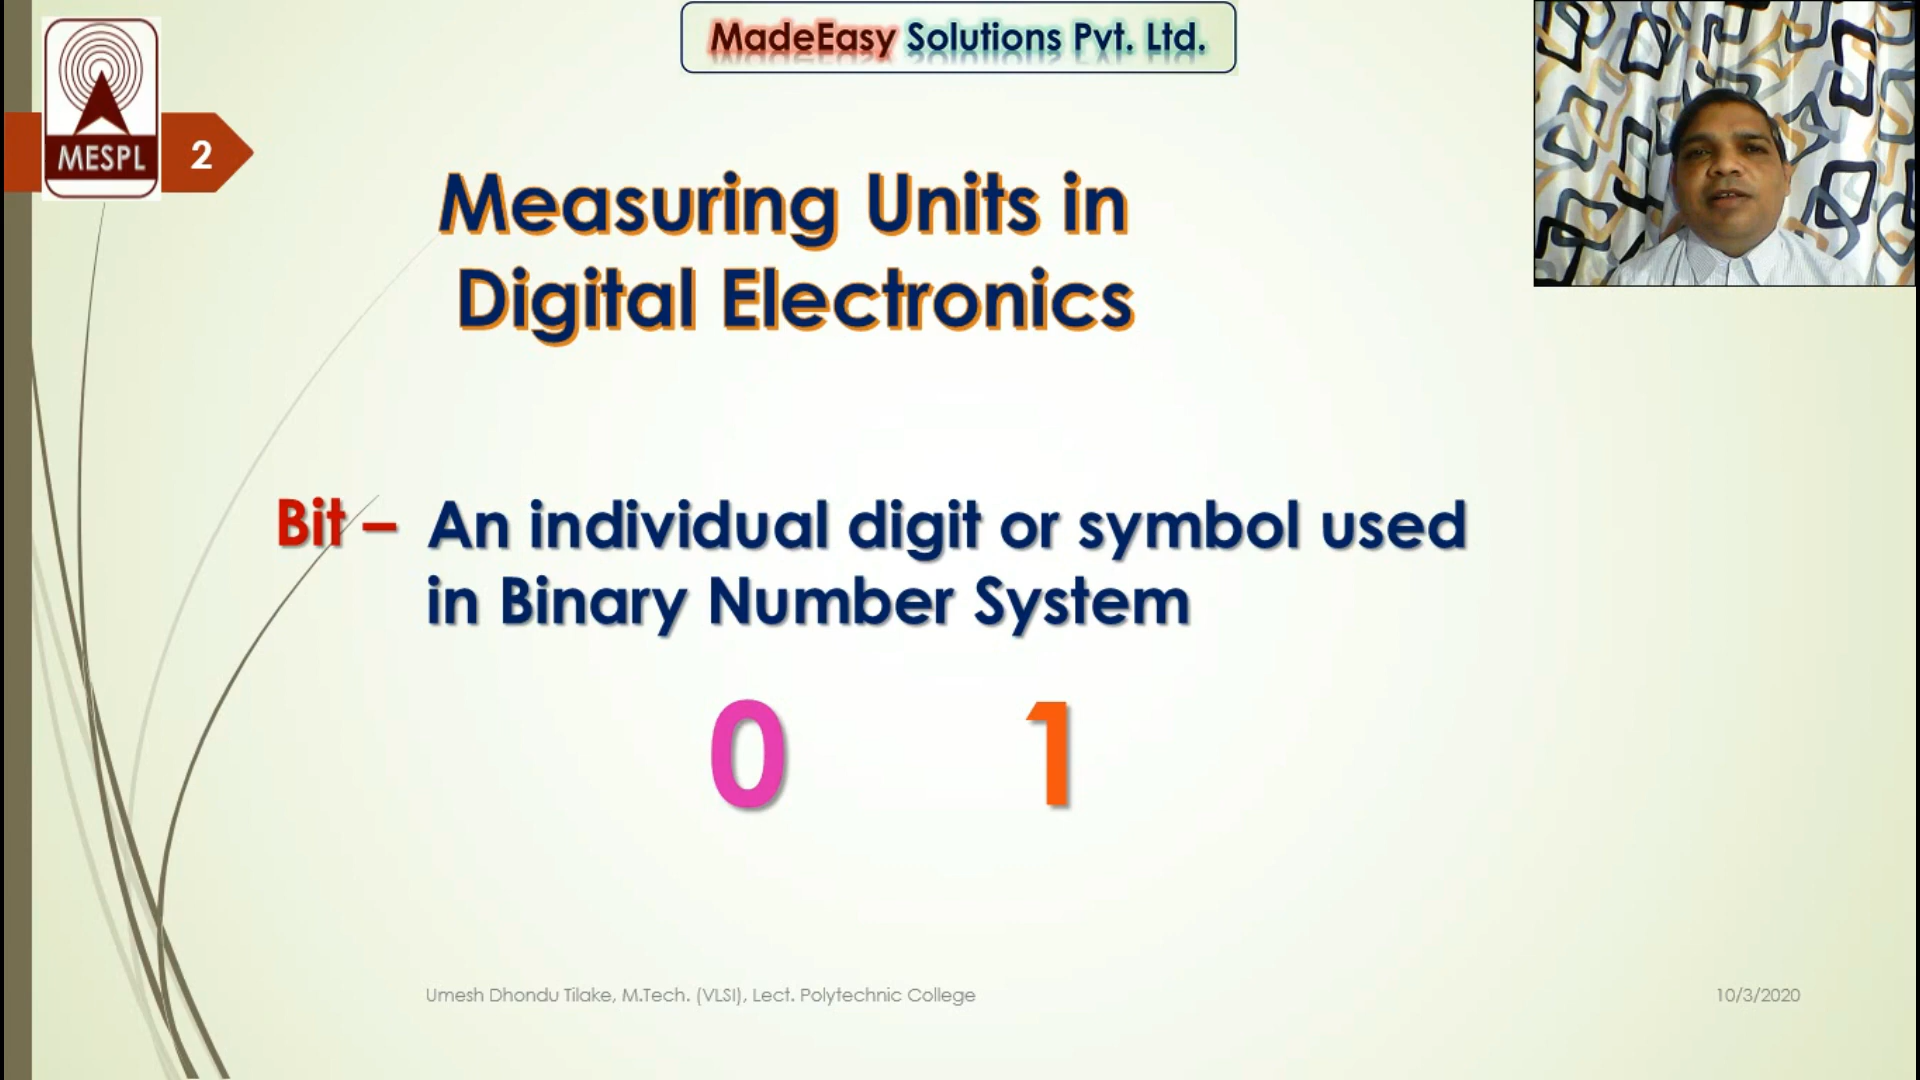 MadeEasy Solutions Pvt. Ltd.
MESPL
2
Measuring Units in
Digital Electronics
Bit – An individual digit or symbol used
in Binary Number System
0 1
Umesh Dhondu Tilake, M.Tech. (VLSI), Lect. Polytechnic College
10/3/2020